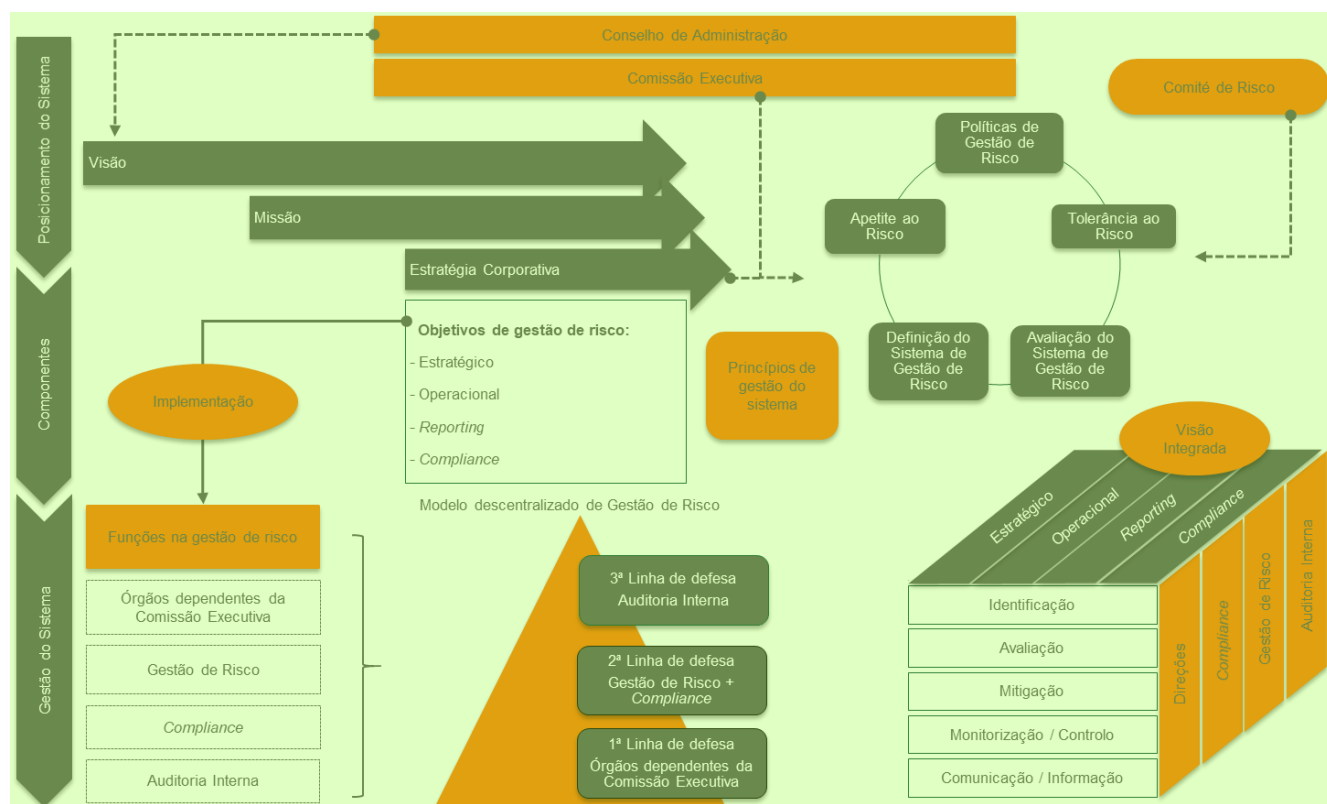 Conselho de Administração
Comissão Executiva
Comité de Risco
Posicionamento do Sistema
Visão
Missão
Estratégia Corporativa
Políticas de
Gestão de
Risco
Apetite ao
Risco
Tolerância ao
Risco
Definição do
Sistema de
Gestão de
Risco
Avaliação do
Sistema de
Gestão de
Risco
Componentes
Implementação
Objetivos de gestão de risco:
- Estratégico
- Operacional
- Reporting
- Compliance
Princípios de
gestão do
sistema
Visão
Integrada
Gestão do Sistema
Funções na gestão de risco
Órgãos dependentes da
Comissão Executiva
Gestão de Risco
Compliance
Auditoria Interna
Modelo descentralizado de Gestão de Risco
3ª Linha de defesa
Auditoria Interna
2ª Linha de defesa
Gestão de Risco +
Compliance
1ª Linha de defesa
Órgãos dependentes da
Comissão Executiva
Estratégico
Operacional
Reporting
Compliance
Identificação
Avaliação
Mitigação
Monitorização / Controlo
Comunicação / Informação
Direções
Compliance
Gestão de Risco
Auditoria Interna